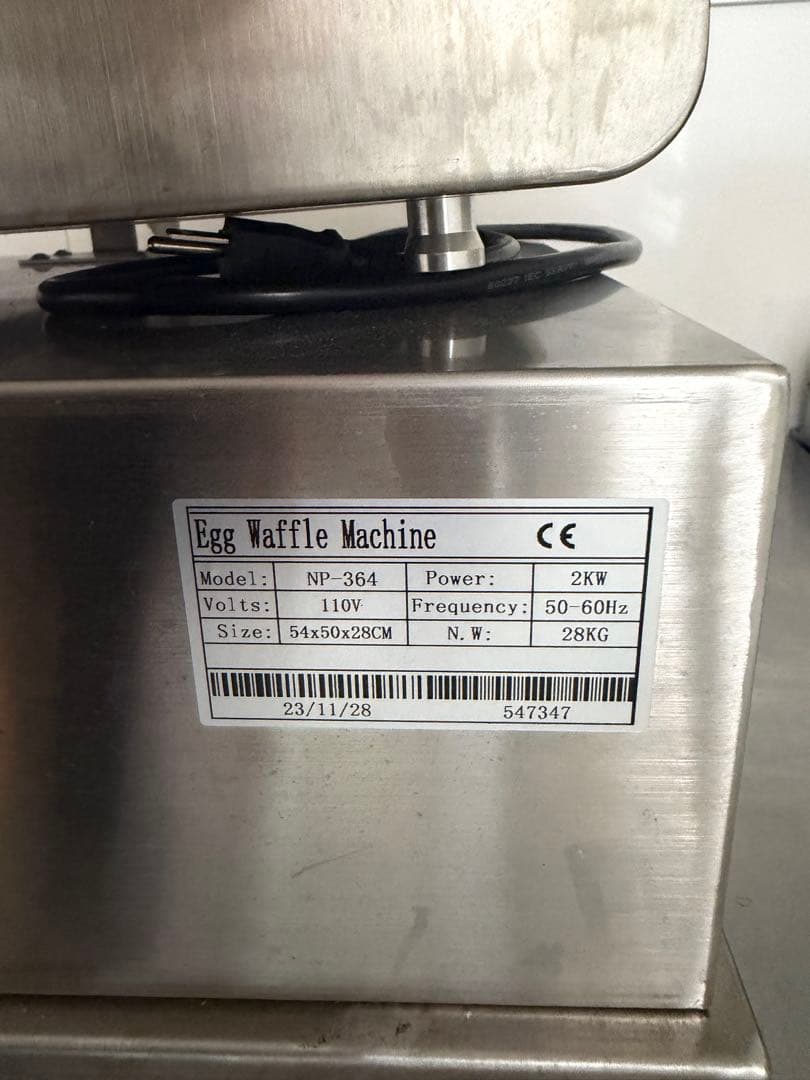 Egg Waffle Machine CE
Model: NP-364 Power: 2KW
Volts: 110V Frequency: 50-60Hz
Size: 54x50x28CM N.W: 28KG
23/11/28 547347